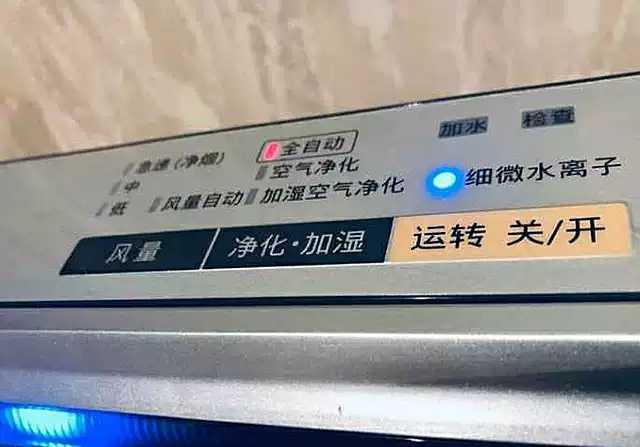 加水 检查
急速(净烟) 全自动
中 空气净化
低 风量自动 加湿空气净化 细微水离子
风量 净化·加湿 运转 关/开